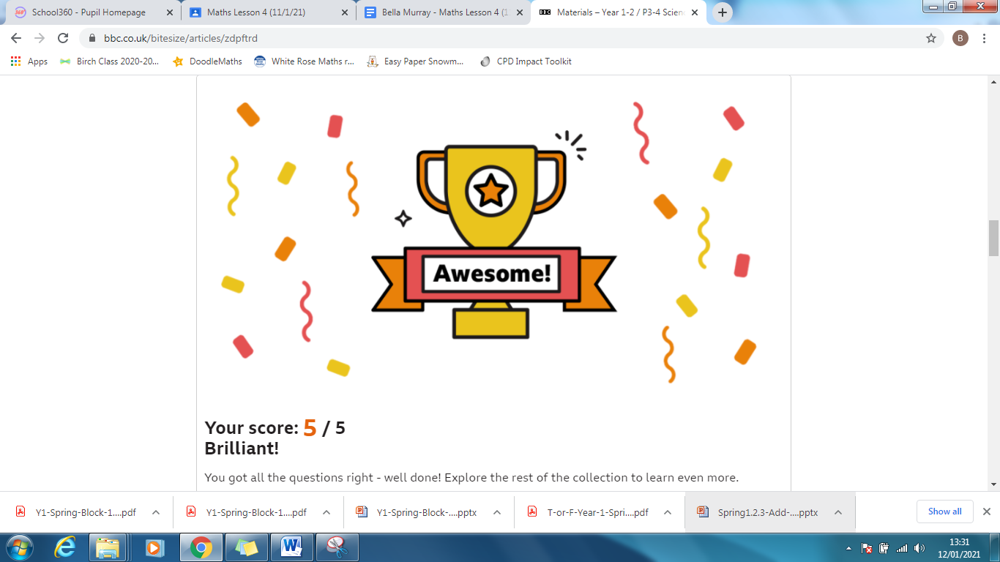 School360 - Pupil Homepage
Maths Lesson 4 (11/1/21)
Bella Murray - Maths Lesson 4 (1
BBC
Materials – Year 1-2 / P3-4 Scien
bbc.co.uk/bitesize/articles/zdpftrd
B
Apps
Birch Class 2020-20...
DoodleMaths
White Rose Maths r...
Easy Paper Snowm...
CPD Impact Toolkit
Awesome!
Your score: 5 / 5
Brilliant!
You got all the questions right - well done! Explore the rest of the collection to learn even more.
Y1-Spring-Block-1....pdf
Y1-Spring-Block-1....pdf
Y1-Spring-Block-....pptx
T-or-F-Year-1-Spri....pdf
Spring1.2.3-Add-....pptx
Show all
13:31
12/01/2021